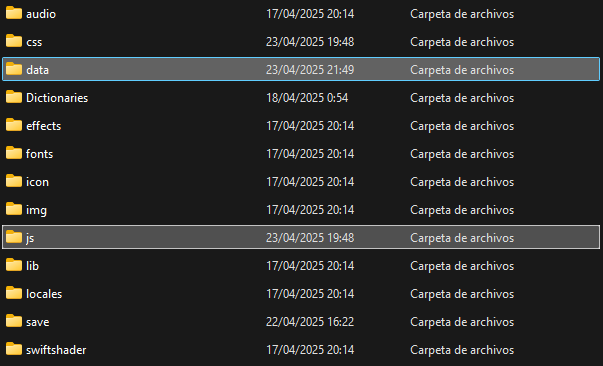 audio 17/04/2025 20:14 Carpeta de archivos
css 23/04/2025 19:48 Carpeta de archivos
data 23/04/2025 21:49 Carpeta de archivos
Dictionaries 18/04/2025 0:54 Carpeta de archivos
effects 17/04/2025 20:14 Carpeta de archivos
fonts 17/04/2025 20:14 Carpeta de archivos
icon 17/04/2025 20:14 Carpeta de archivos
img 17/04/2025 20:14 Carpeta de archivos
js 23/04/2025 19:48 Carpeta de archivos
lib 17/04/2025 20:14 Carpeta de archivos
locales 17/04/2025 20:14 Carpeta de archivos
save 22/04/2025 16:22 Carpeta de archivos
swiftshader 17/04/2025 20:14 Carpeta de archivos